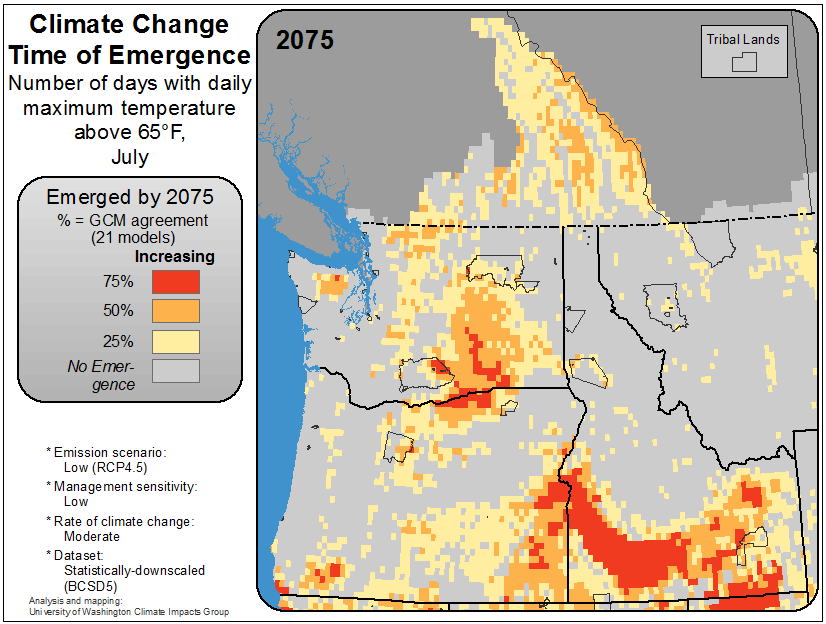 Climate Change
Time of Emergence
Number of days with daily
maximum temperature
above 65°F,
July
Emerged by 2075
% = GCM agreement
(21 models)
Increasing
75%
50%
25%
No Emer-
gence
* Emission scenario:
Low (RCP4.5)
* Management sensitivity:
Low
* Rate of climate change:
Moderate
* Dataset:
Statistically-downscaled
(BCSD5)
Analysis and mapping:
University of Washington Climate Impacts Group
2075
Tribal Lands